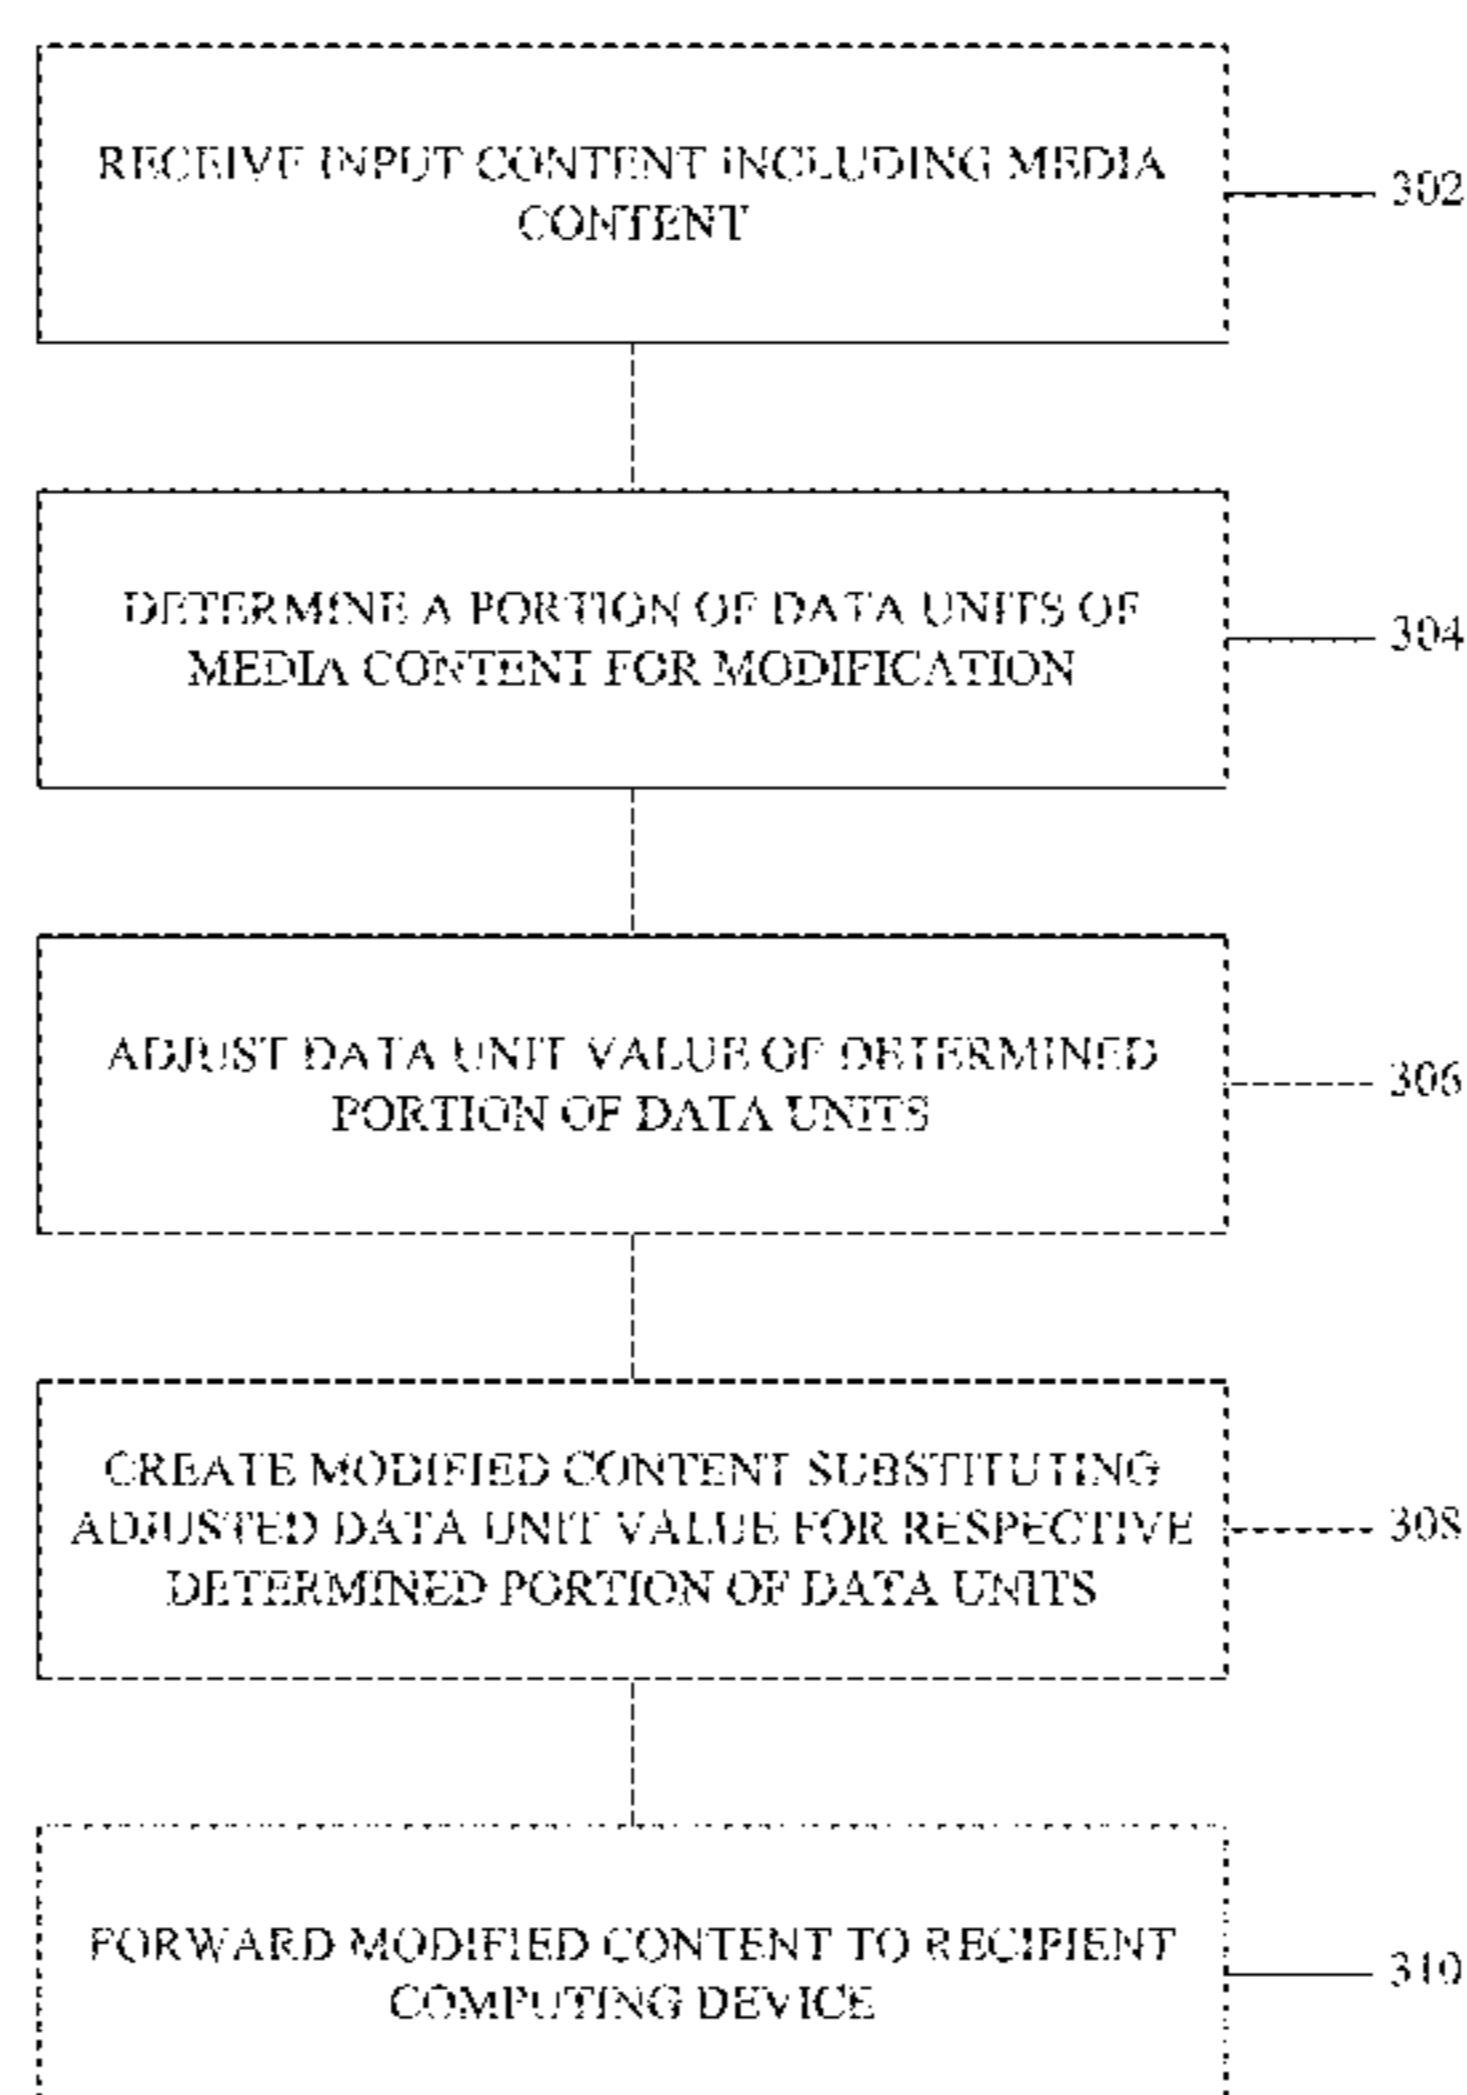 RECEIVE INPUT CONTENT INCLUDING MEDIA
CONTENT
302
DETERMINE A PORTION OF DATA UNITS OF
MEDIA CONTENT FOR MODIFICATION
304
ADJUST DATA UNIT VALUE OF DETERMINED
PORTION OF DATA UNITS
306
CREATE MODIFIED CONTENT SUBSTITUTING
ADJUSTED DATA UNIT VALUE FOR RESPECTIVE
DETERMINED PORTION OF DATA UNITS
308
FORWARD MODIFIED CONTENT TO RECIPIENT
COMPUTING DEVICE
310